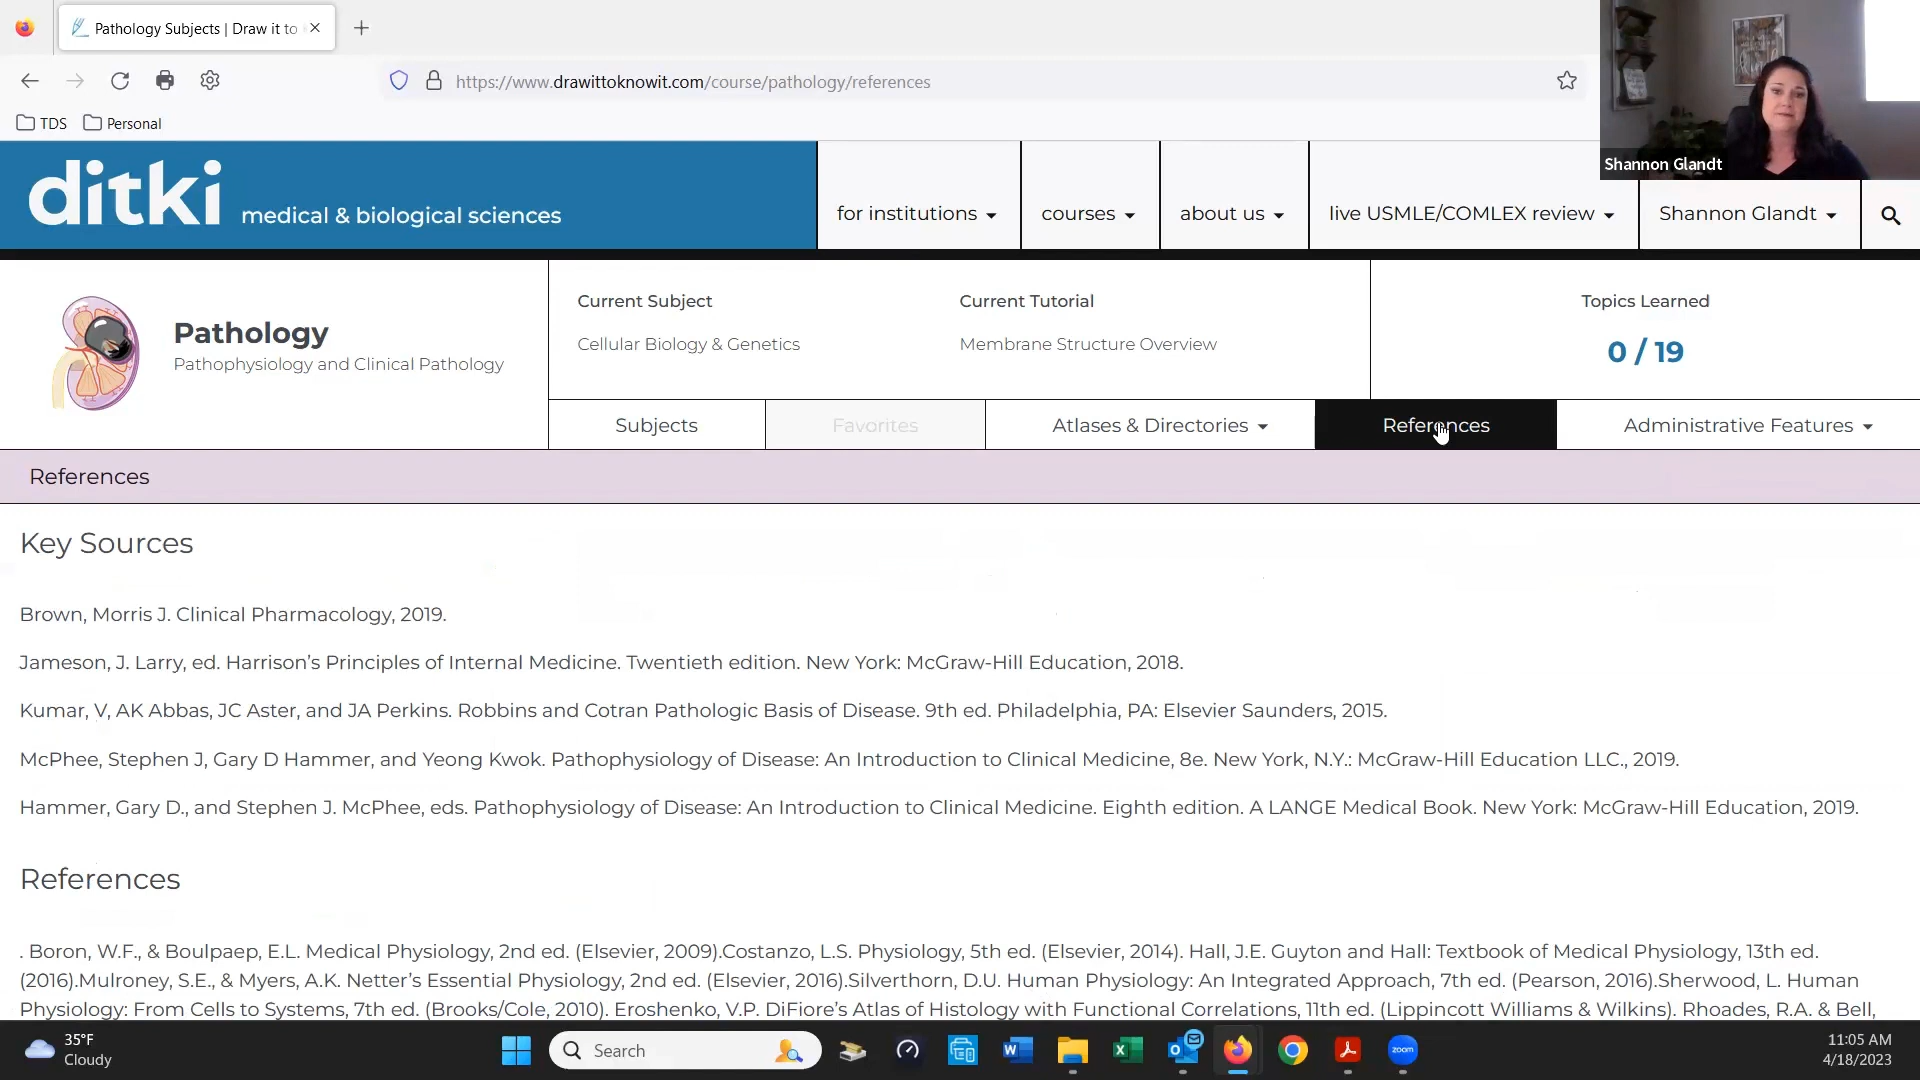 Pathology Subjects | Draw it to
https://www.drawittoknowit.com/course/pathology/references
TDS
Personal
Shannon Glandt
ditki
medical & biological sciences
for institutions
courses
about us
live USMLE/COMLEX review
Shannon Glandt
Pathology
Pathophysiology and Clinical Pathology
Current Subject
Cellular Biology & Genetics
Current Tutorial
Membrane Structure Overview
Topics Learned
0 / 19
Subjects
Favorites
Atlases & Directories
References
Administrative Features
References
Key Sources
Brown, Morris J. Clinical Pharmacology, 2019.
Jameson, J. Larry, ed. Harrison's Principles of Internal Medicine. Twentieth edition. New York: McGraw-Hill Education, 2018.
Kumar, V, AK Abbas, JC Aster, and JA Perkins. Robbins and Cotran Pathologic Basis of Disease. 9th ed. Philadelphia, PA: Elsevier Saunders, 2015.
McPhee, Stephen J, Gary D Hammer, and Yeong Kwok. Pathophysiology of Disease: An Introduction to Clinical Medicine, 8e. New York, N.Y.: McGraw-Hill Education LLC., 2019.
Hammer, Gary D., and Stephen J. McPhee, eds. Pathophysiology of Disease: An Introduction to Clinical Medicine. Eighth edition. A LANGE Medical Book. New York: McGraw-Hill Education, 2019.
References
. Boron, W.F., & Boulpaep, E.L. Medical Physiology, 2nd ed. (Elsevier, 2009).Costanzo, L.S. Physiology, 5th ed. (Elsevier, 2014). Hall, J.E. Guyton and Hall: Textbook of Medical Physiology, 13th ed.
(2016).Mulroney, S.E., & Myers, A.K. Netter's Essential Physiology, 2nd ed. (Elsevier, 2016).Silverthorn, D.U. Human Physiology: An Integrated Approach, 7th ed. (Pearson, 2016).Sherwood, L. Human
Physiology: From Cells to Systems, 7th ed. (Brooks/Cole, 2010). Eroshenko, V.P. DiFiore's Atlas of Histology with Functional Correlations, 11th ed. (Lippincott Williams & Wilkins). Rhoades, R.A. & Bell,
35°F
Cloudy
Search
zoom
11:05 AM
4/18/2023